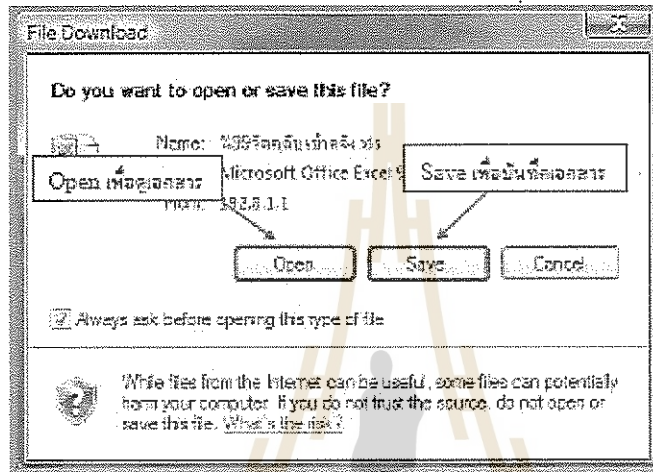 File Download
Do you want to open or save this file?
Name:
Microsoft Office Excel
Open เพื่อดูเอกสาร
Save เพื่อบันทึกเอกสาร
From:
Open Save Cancel
Always ask before opening this type of file
While files from the Internet can be useful, some files can potentially
harm your computer. If you do not trust the source, do not open or
save this file. What's the risk?